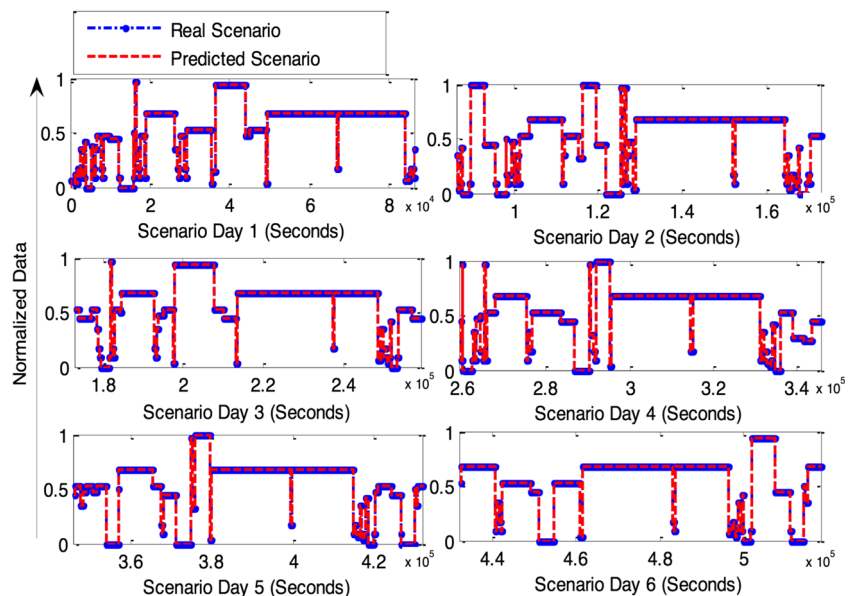 Real Scenario
Predicted Scenario
Normalized Data
1
0.5
0
0 2 4 6 8 x 10^4
Scenario Day 1 (Seconds)
1
0.5
0
1 1.2 1.4 1.6 x 10^5
Scenario Day 2 (Seconds)
1
0.5
0
1.8 2 2.2 2.4 x 10^5
Scenario Day 3 (Seconds)
1
0.5
0
2.6 2.8 3 3.2 3.4 x 10^5
Scenario Day 4 (Seconds)
1
0.5
0
3.6 3.8 4 4.2 x 10^5
Scenario Day 5 (Seconds)
1
0.5
0
4.4 4.6 4.8 5 x 10^5
Scenario Day 6 (Seconds)